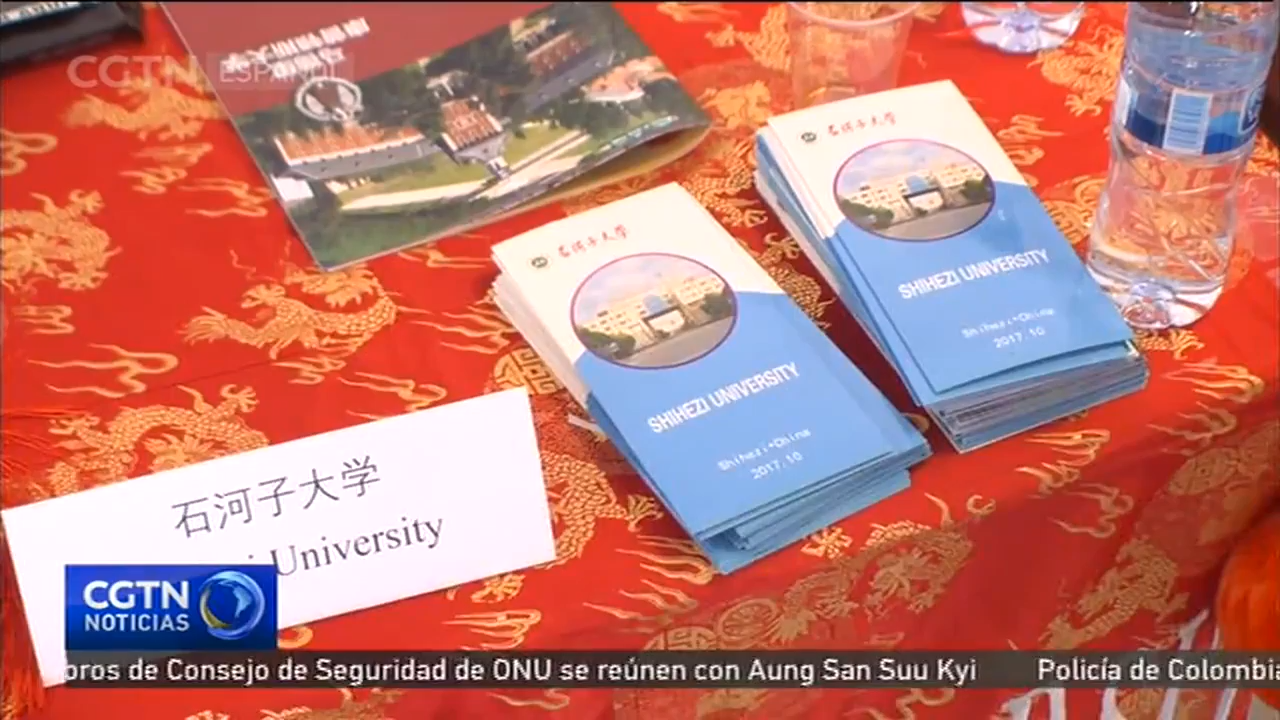 CGTN ESPAÑOL
石河子大学
SHIHEZI UNIVERSITY
Shihezi•China
2017.10
石河子大学
SHIHEZI UNIVERSITY
Shihezi•China
2017.10
石河子大学
University
CGTN
NOTICIAS
oros de Consejo de Seguridad de ONU se reúnen con Aung San Suu Kyi Policía de Colombia